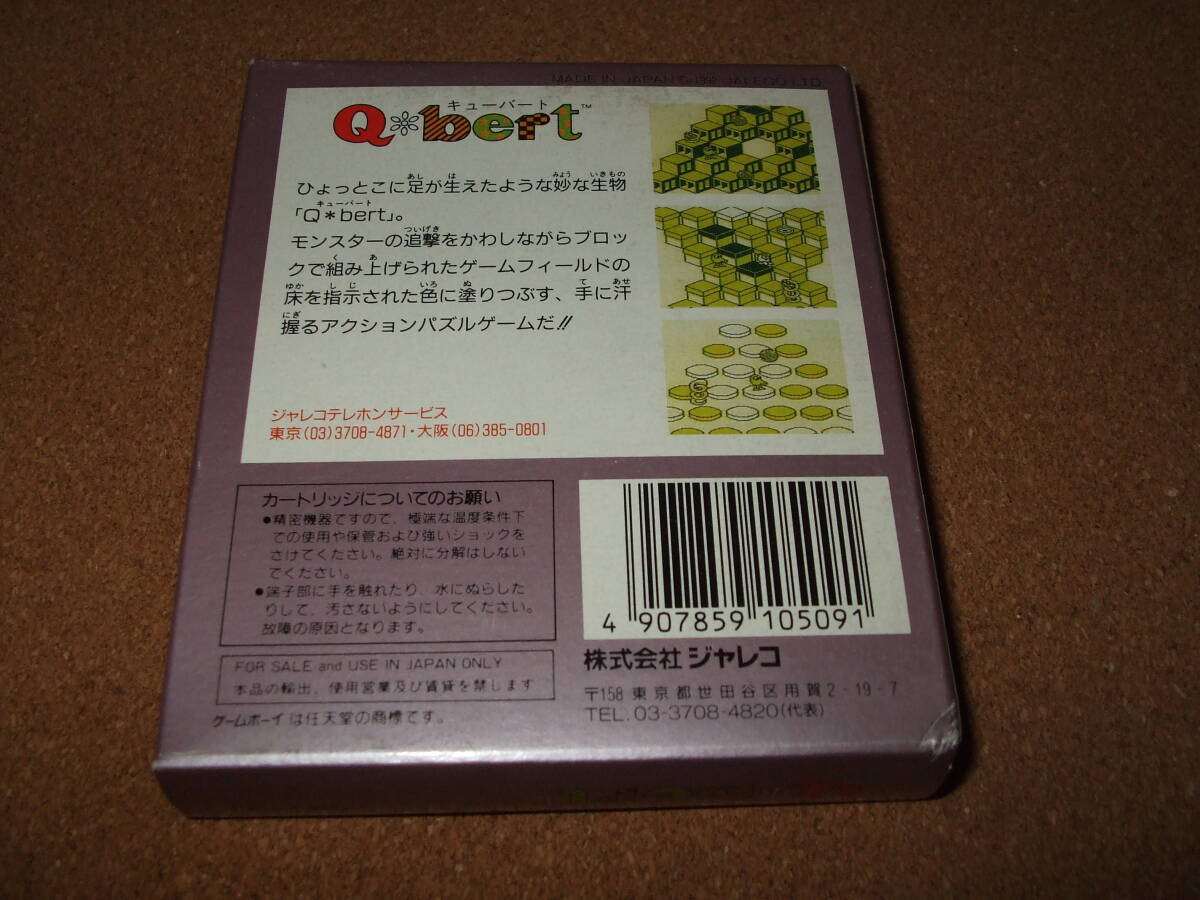 MADE IN JAPAN © 1992 JALECO LTD.
キューバート
Q*bert™
ひょっとこに足が生えたような妙な生物
「Q*bert」。
モンスターの追撃をかわしながらブロッ
クで組み上げられたゲームフィールドの
床を指示された色に塗りつぶす、手に汗
握るアクションパズルゲームだ!!
ジャレコテレホンサービス
東京(03)3708-4871・大阪(06)385-0801
カートリッジについてのお願い
●精密機器ですので、極端な温度条件下
での使用や保管および強いショックを
さけてください。絶対に分解はしない
でください。
●端子部に手を触れたり、水にぬらした
りして、汚さないようにしてください。
故障の原因となります。
FOR SALE and USE IN JAPAN ONLY
本品の輸出、使用営業及び賃貸を禁じます
ゲームボーイは任天堂の商標です。
4 907859 105091
株式会社 ジャレコ
〒158 東京都世田谷区用賀2-19-7
TEL. 03-3708-4820(代表)